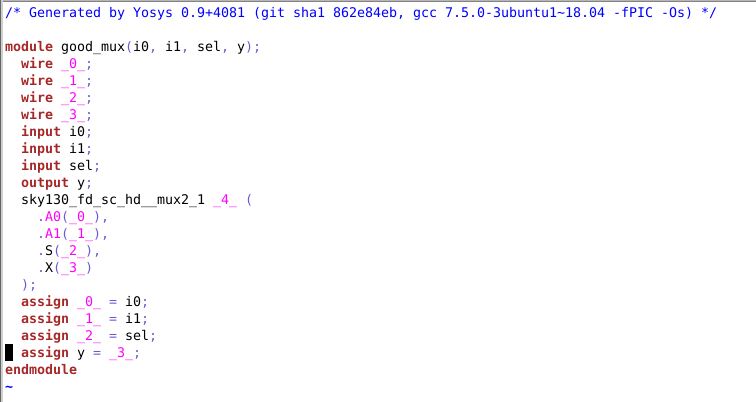 /* Generated by Yosys 0.9+4081 (git sha1 862e84eb, gcc 7.5.0-3ubuntu1~18.04 -fPIC -Os) */

module good_mux(i0, i1, sel, y);
  wire _0_;
  wire _1_;
  wire _2_;
  wire _3_;
  input i0;
  input i1;
  input sel;
  output y;
  sky130_fd_sc_hd__mux2_1 _4_ (
    .A0(_0_),
    .A1(_1_),
    .S(_2_),
    .X(_3_)
  );
  assign _0_ = i0;
  assign _1_ = i1;
  assign _2_ = sel;
  assign y = _3_;
endmodule
~